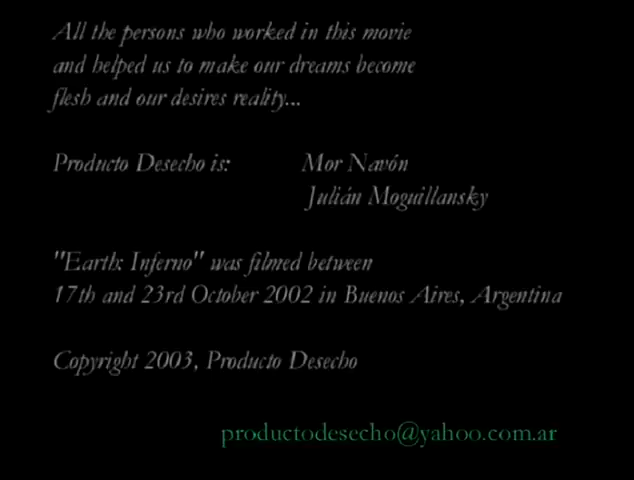 All the persons who worked in this movie
and helped us to make our dreams become
flesh and our desires reality...
Producto Desecho is: Mor Navón
Julián Moguillansky
"Earth: Inferno" was filmed between
17th and 23rd October 2002 in Buenos Aires, Argentina
Copyright 2003, Producto Desecho
productodesecho@yahoo.com.ar